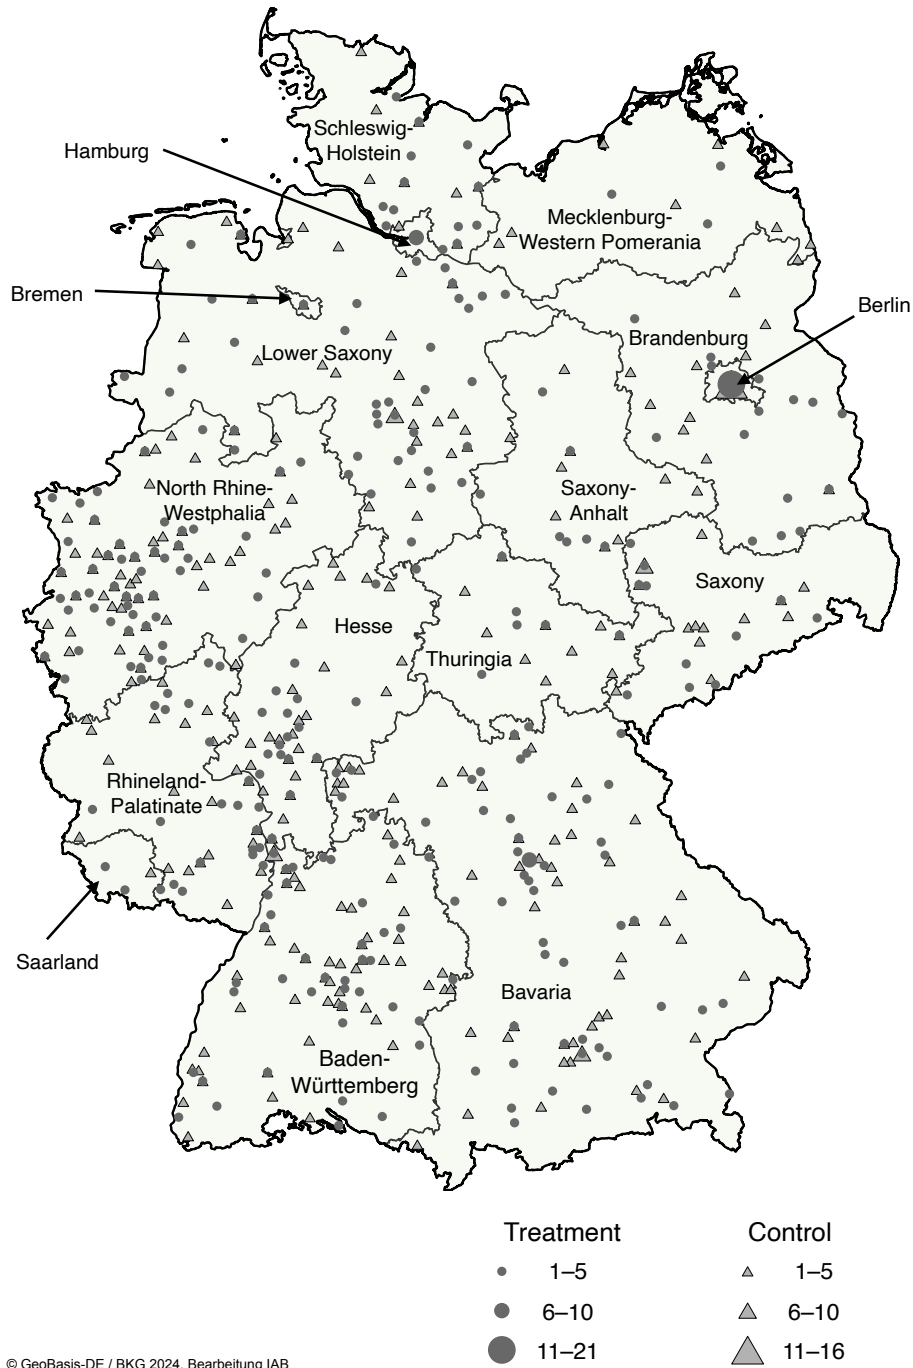 Schleswig-
Holstein
Hamburg
Mecklenburg-
Western Pomerania
Bremen
Berlin
Brandenburg
Lower Saxony
North Rhine-
Westphalia
Saxony-
Anhalt
Saxony
Hesse
Thuringia
Rhineland-
Palatinate
Saarland
Bavaria
Baden-
Württemberg
Treatment Control
1–5 1–5
6–10 6–10
11–21 11–16
© GeoBasis-DE / BKG 2024, Bearbeitung IAB